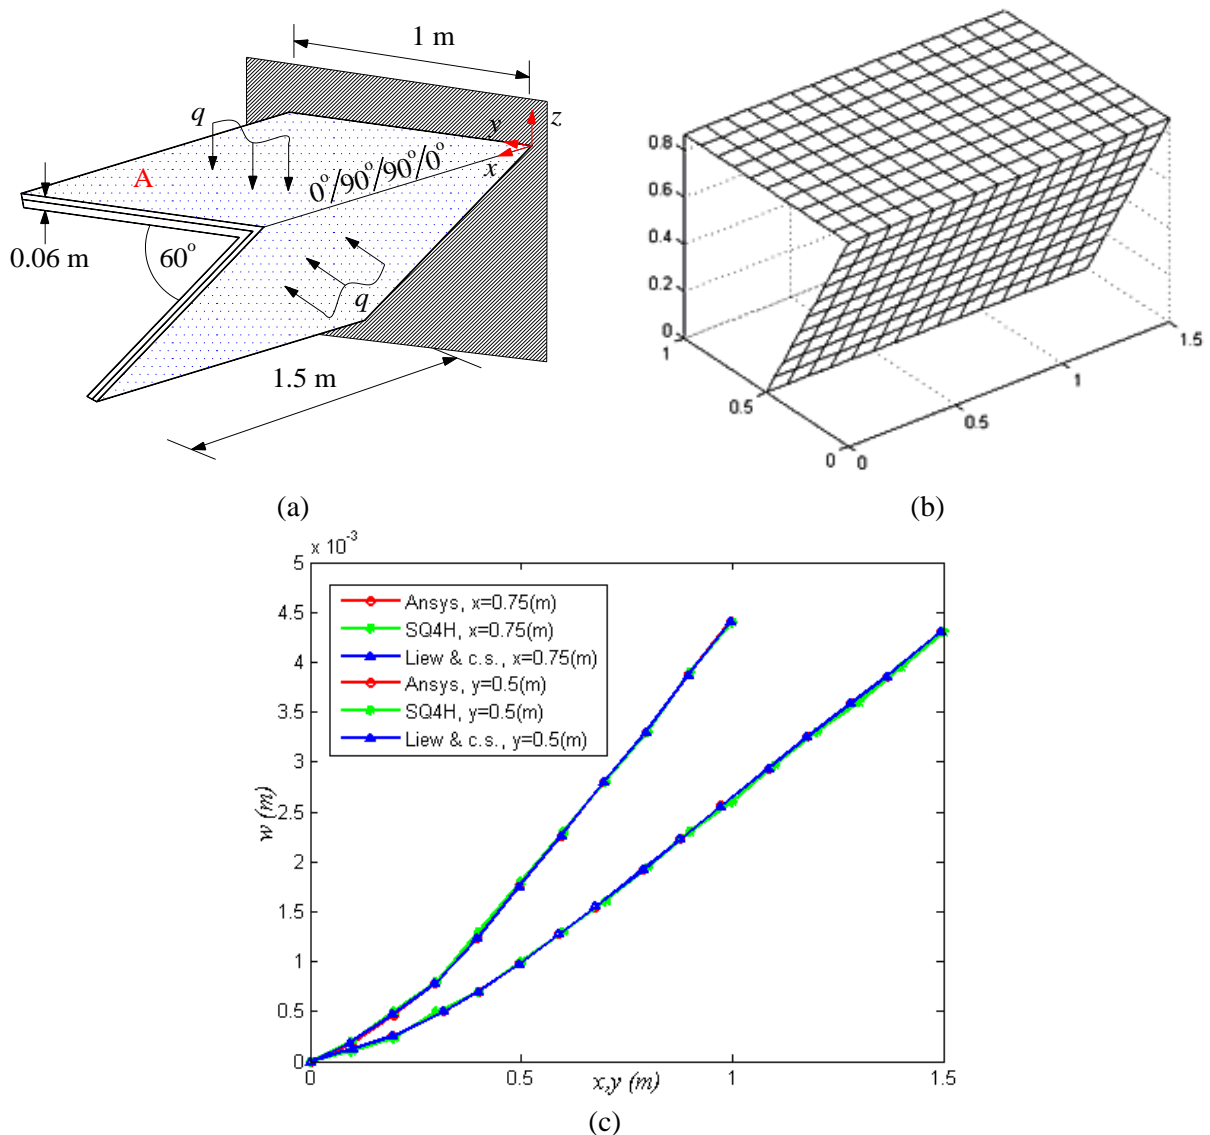 1 m
q
y
z
x
A
0°/90°/90°/0°
0.06 m
60°
q
1.5 m
(a)
0.8
0.6
0.4
0.2
0
1
0.5
0
0
0.5
1
1.5
(b)
x 10⁻³
5
4.5
4
3.5
3
2.5
2
1.5
1
0.5
0
w (m)
Ansys, x=0.75(m)
SQ4H, x=0.75(m)
Liew & c.s., x=0.75(m)
Ansys, y=0.5(m)
SQ4H, y=0.5(m)
Liew & c.s., y=0.5(m)
0
0.5
1
1.5
x,y (m)
(c)